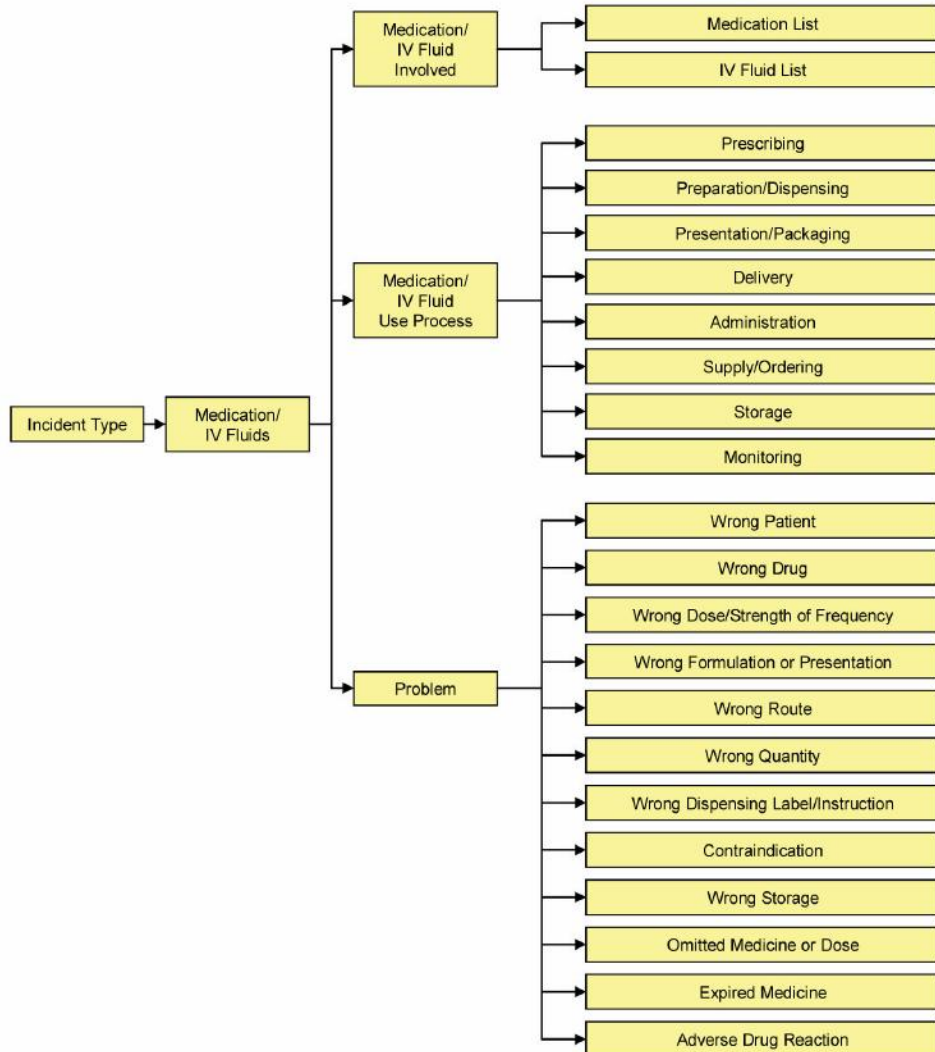 Medication/
IV Fluid
Involved
Medication List
IV Fluid List
Medication/
IV Fluid
Use Process
Prescribing
Preparation/Dispensing
Presentation/Packaging
Delivery
Administration
Supply/Ordering
Storage
Monitoring
Incident Type
Medication/
IV Fluids
Problem
Wrong Patient
Wrong Drug
Wrong Dose/Strength of Frequency
Wrong Formulation or Presentation
Wrong Route
Wrong Quantity
Wrong Dispensing Label/Instruction
Contraindication
Wrong Storage
Omitted Medicine or Dose
Expired Medicine
Adverse Drug Reaction